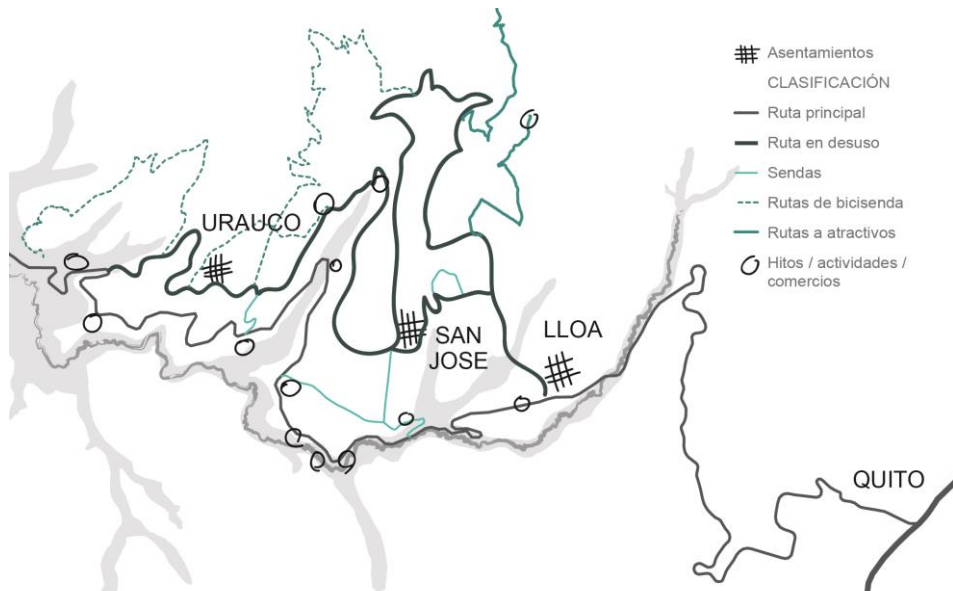 Asentamientos
CLASIFICACIÓN
Ruta principal
Ruta en desuso
Sendas
Rutas de bicisenda
Rutas a atractivos
Hitos / actividades /
comercios
URAUCO
SAN
JOSE
LLOA
QUITO